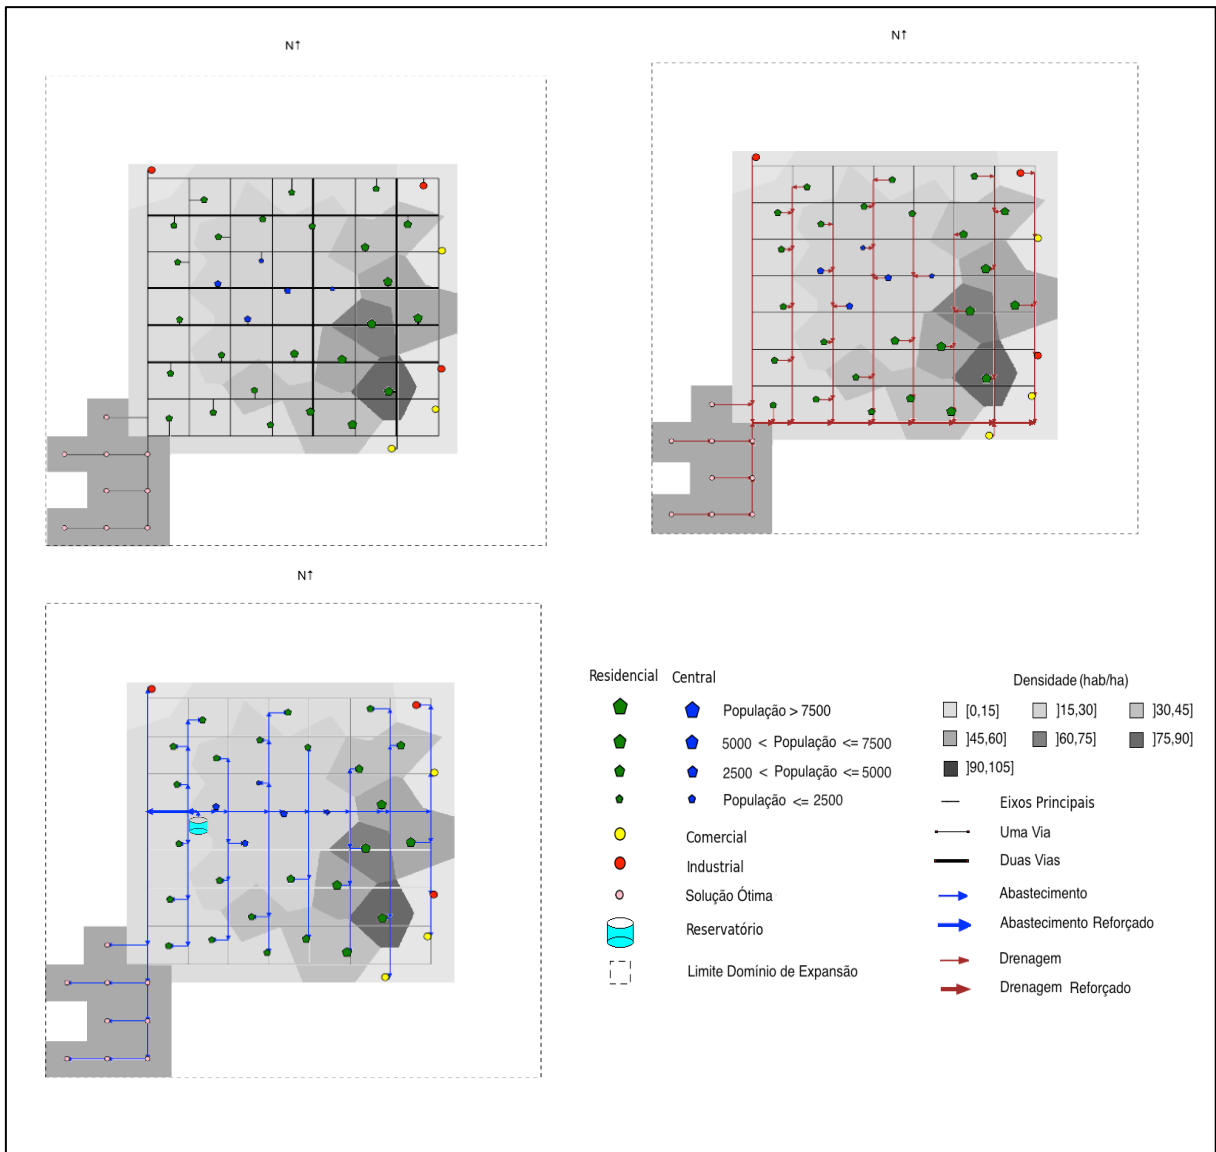 N↑
N↑
N↑
Residencial Central
Densidade (hab/ha)
População > 7500
[0,15] ]15,30] ]30,45]
5000 < População <= 7500
]45,60] ]60,75] ]75,90]
2500 < População <= 5000
]90,105]
População <= 2500
Eixos Principais
Comercial
Uma Via
Industrial
Duas Vias
Solução Ótima
Abastecimento
Reservatório
Abastecimento Reforçado
Limite Domínio de Expansão
Drenagem
Drenagem Reforçado